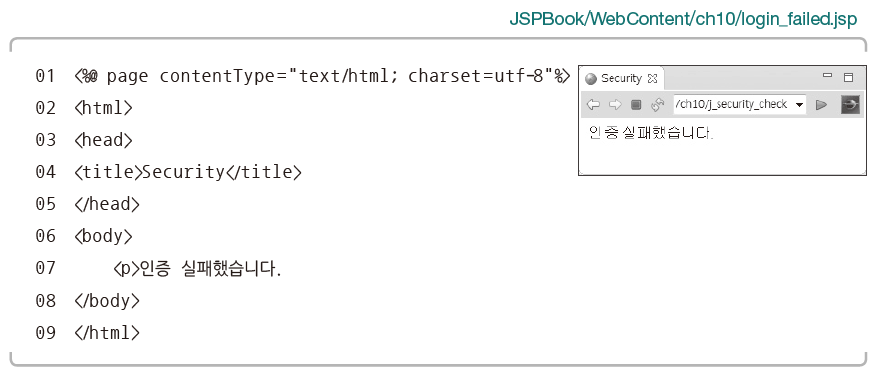 JSPBook/WebContent/ch10/login_failed.jsp
01 <%@ page contentType="text/html; charset=utf-8"%>
02 <html>
03 <head>
04 <title>Security</title>
05 </head>
06 <body>
07     <p>인증 실패했습니다.
08 </body>
09 </html>
Security
/ch10/j_security_check
인증 실패했습니다.